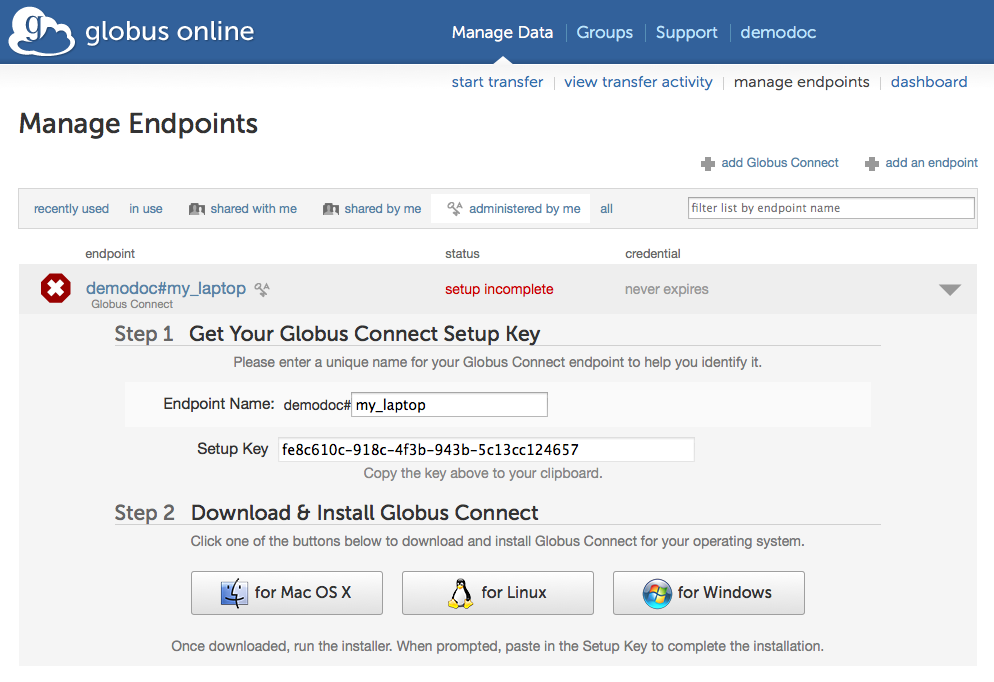 g globus online
Manage Data Groups Support demodoc
start transfer view transfer activity manage endpoints dashboard
Manage Endpoints
add Globus Connect add an endpoint
recently used in use shared with me shared by me administered by me all filter list by endpoint name
endpoint status credential
demodoc#my_laptop setup incomplete never expires
Globus Connect
Step 1 Get Your Globus Connect Setup Key
Please enter a unique name for your Globus Connect endpoint to help you identify it.
Endpoint Name: demodoc# my_laptop
Setup Key fe8c610c-918c-4f3b-943b-5c13cc124657
Copy the key above to your clipboard.
Step 2 Download & Install Globus Connect
Click one of the buttons below to download and install Globus Connect for your operating system.
for Mac OS X for Linux for Windows
Once downloaded, run the installer. When prompted, paste in the Setup Key to complete the installation.